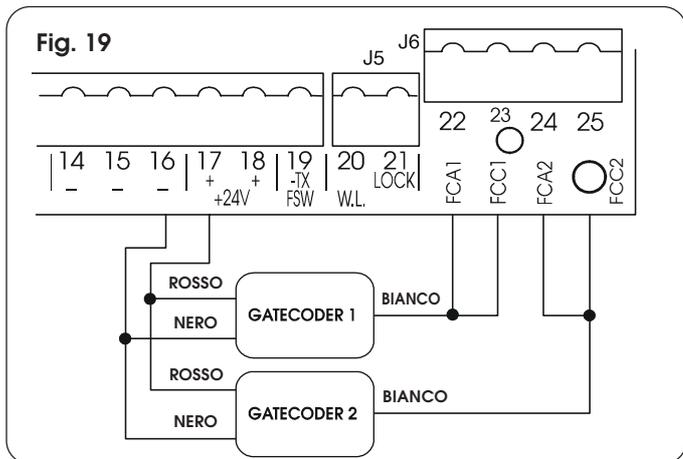 Fig. 19
J6
J5
22 23 24 25
14 15 16 17 18 19 20 21
– – – + + -TX LOCK
+24V FSW W.L.
FCA1 FCC1 FCA2 FCC2
ROSSO
GATECODER 1
BIANCO
NERO
ROSSO
GATECODER 2
BIANCO
NERO